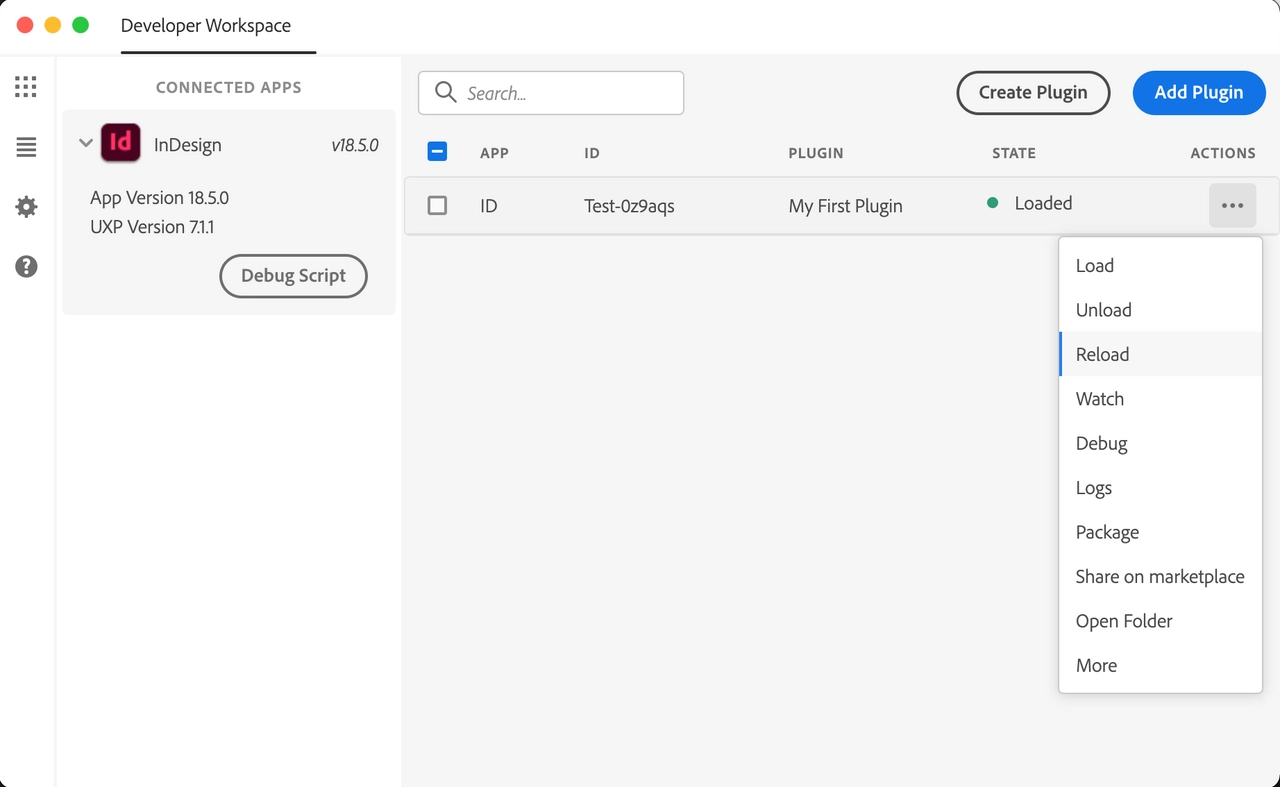 Developer Workspace
CONNECTED APPS
Id InDesign v18.5.0
App Version 18.5.0
UXP Version 7.1.1
Debug Script
Search...
Create Plugin
Add Plugin
APP ID PLUGIN STATE ACTIONS
ID Test-0z9aqs My First Plugin Loaded
Load
Unload
Reload
Watch
Debug
Logs
Package
Share on marketplace
Open Folder
More